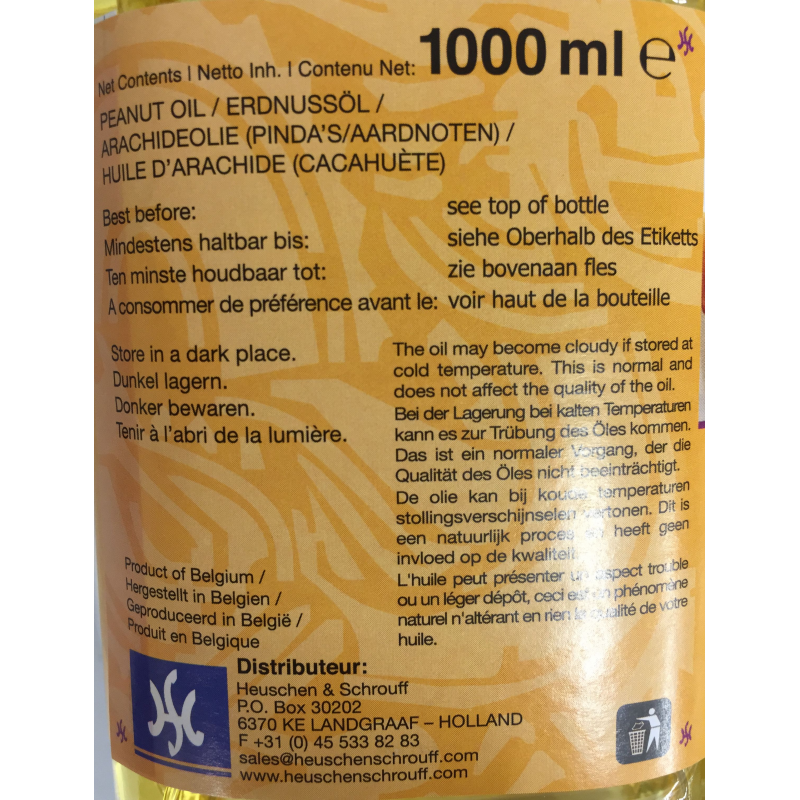 Net Contents | Netto Inh. | Contenu Net: 1000 ml ℮
PEANUT OIL / ERDNUSSÖL /
ARACHIDEOLIE (PINDA'S/AARDNOTEN) /
HUILE D'ARACHIDE (CACAHUÈTE)
Best before: see top of bottle
Mindestens haltbar bis: siehe Oberhalb des Etiketts
Ten minste houdbaar tot: zie bovenaan fles
A consommer de préférence avant le: voir haut de la bouteille
Store in a dark place.
Dunkel lagern.
Donker bewaren.
Tenir à l'abri de la lumière.
The oil may become cloudy if stored at
cold temperature. This is normal and
does not affect the quality of the oil.
Bei der Lagerung bei kalten Temperaturen
kann es zur Trübung des Öles kommen.
Das ist ein normaler Vorgang, der die
Qualität des Öles nicht beeinträchtigt.
De olie kan bij koude temperaturen
stollingsverschijnselen vertonen. Dit is
een natuurlijk proces en heeft geen
invloed op de kwaliteit.
L'huile peut présenter un aspect trouble
ou un léger dépôt, ceci est un phénomène
naturel n'altérant en rien la qualité de votre
huile.
Product of Belgium /
Hergestellt in Belgien /
Geproduceerd in België /
Produit en Belgique
Distributeur:
Heuschen & Schrouff
P.O. Box 30202
6370 KE LANDGRAAF – HOLLAND
F +31 (0) 45 533 82 83
sales@heuschenschrouff.com
www.heuschenschrouff.com